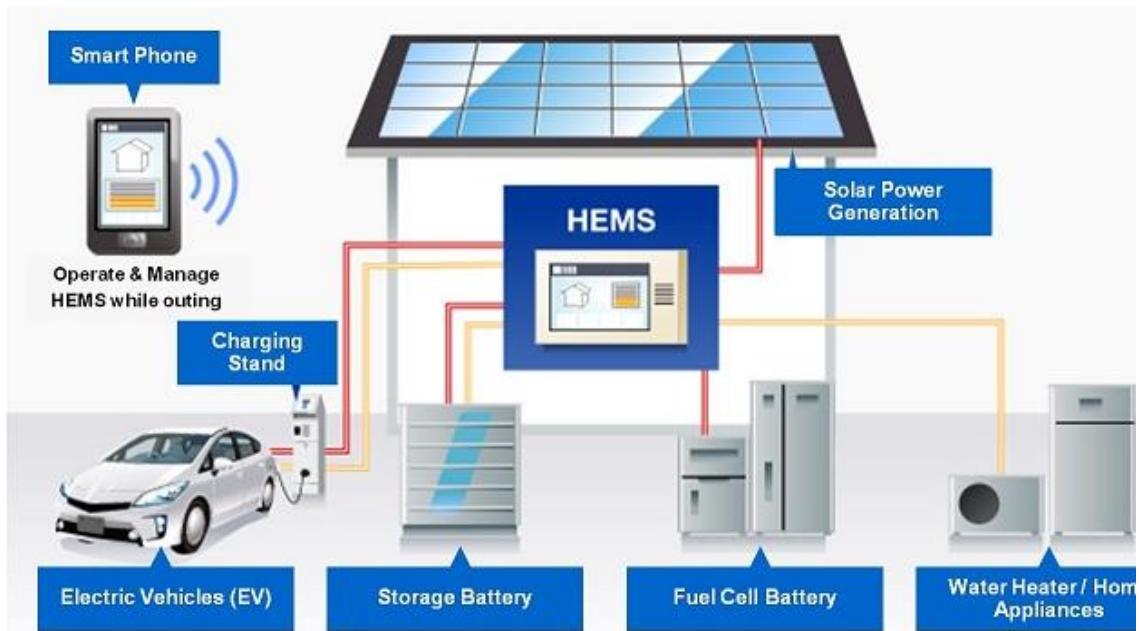 Smart Phone
Operate & Manage
HEMS while outing
Solar Power
Generation
HEMS
Charging
Stand
Electric Vehicles (EV)
Storage Battery
Fuel Cell Battery
Water Heater / Hom
Appliances